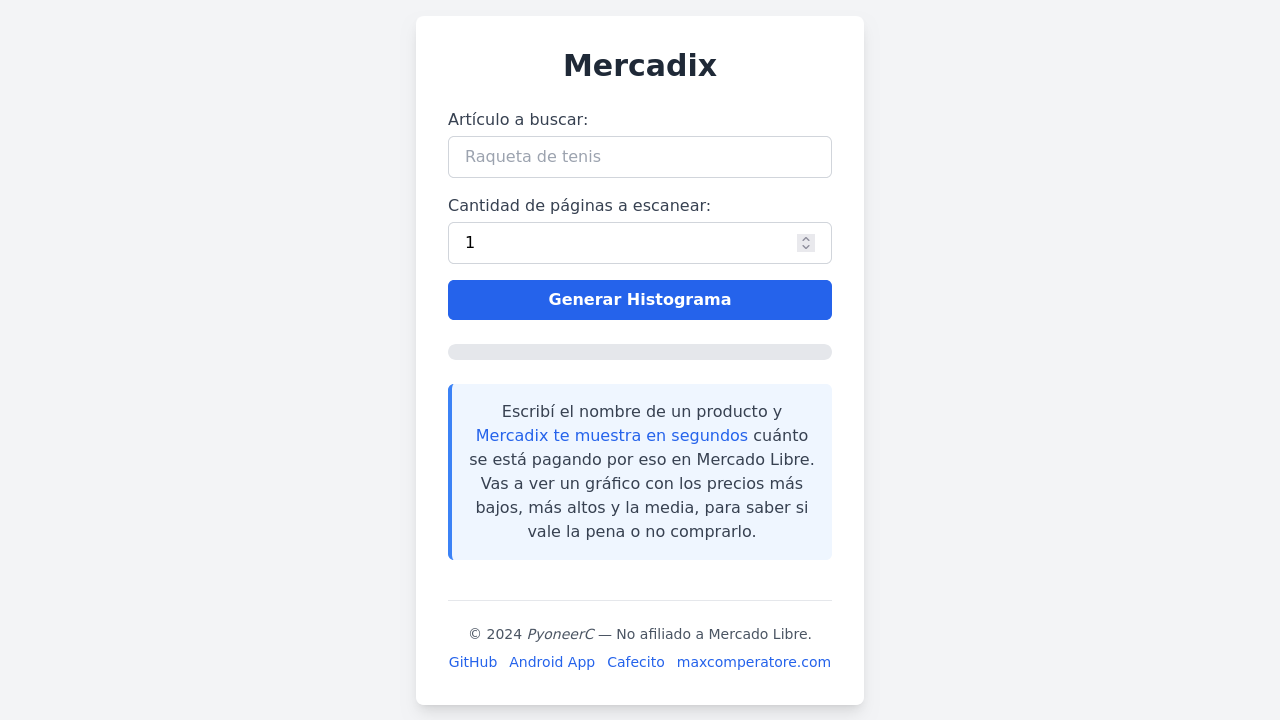 Mercadix
Artículo a buscar:
Raqueta de tenis
Cantidad de páginas a escanear:
1
Generar Histograma
Escribí el nombre de un producto y
Mercadix te muestra en segundos cuánto
se está pagando por eso en Mercado Libre.
Vas a ver un gráfico con los precios más
bajos, más altos y la media, para saber si
vale la pena o no comprarlo.
© 2024 PyoneerC — No afiliado a Mercado Libre.
GitHub Android App Cafecito maxcomperatore.com